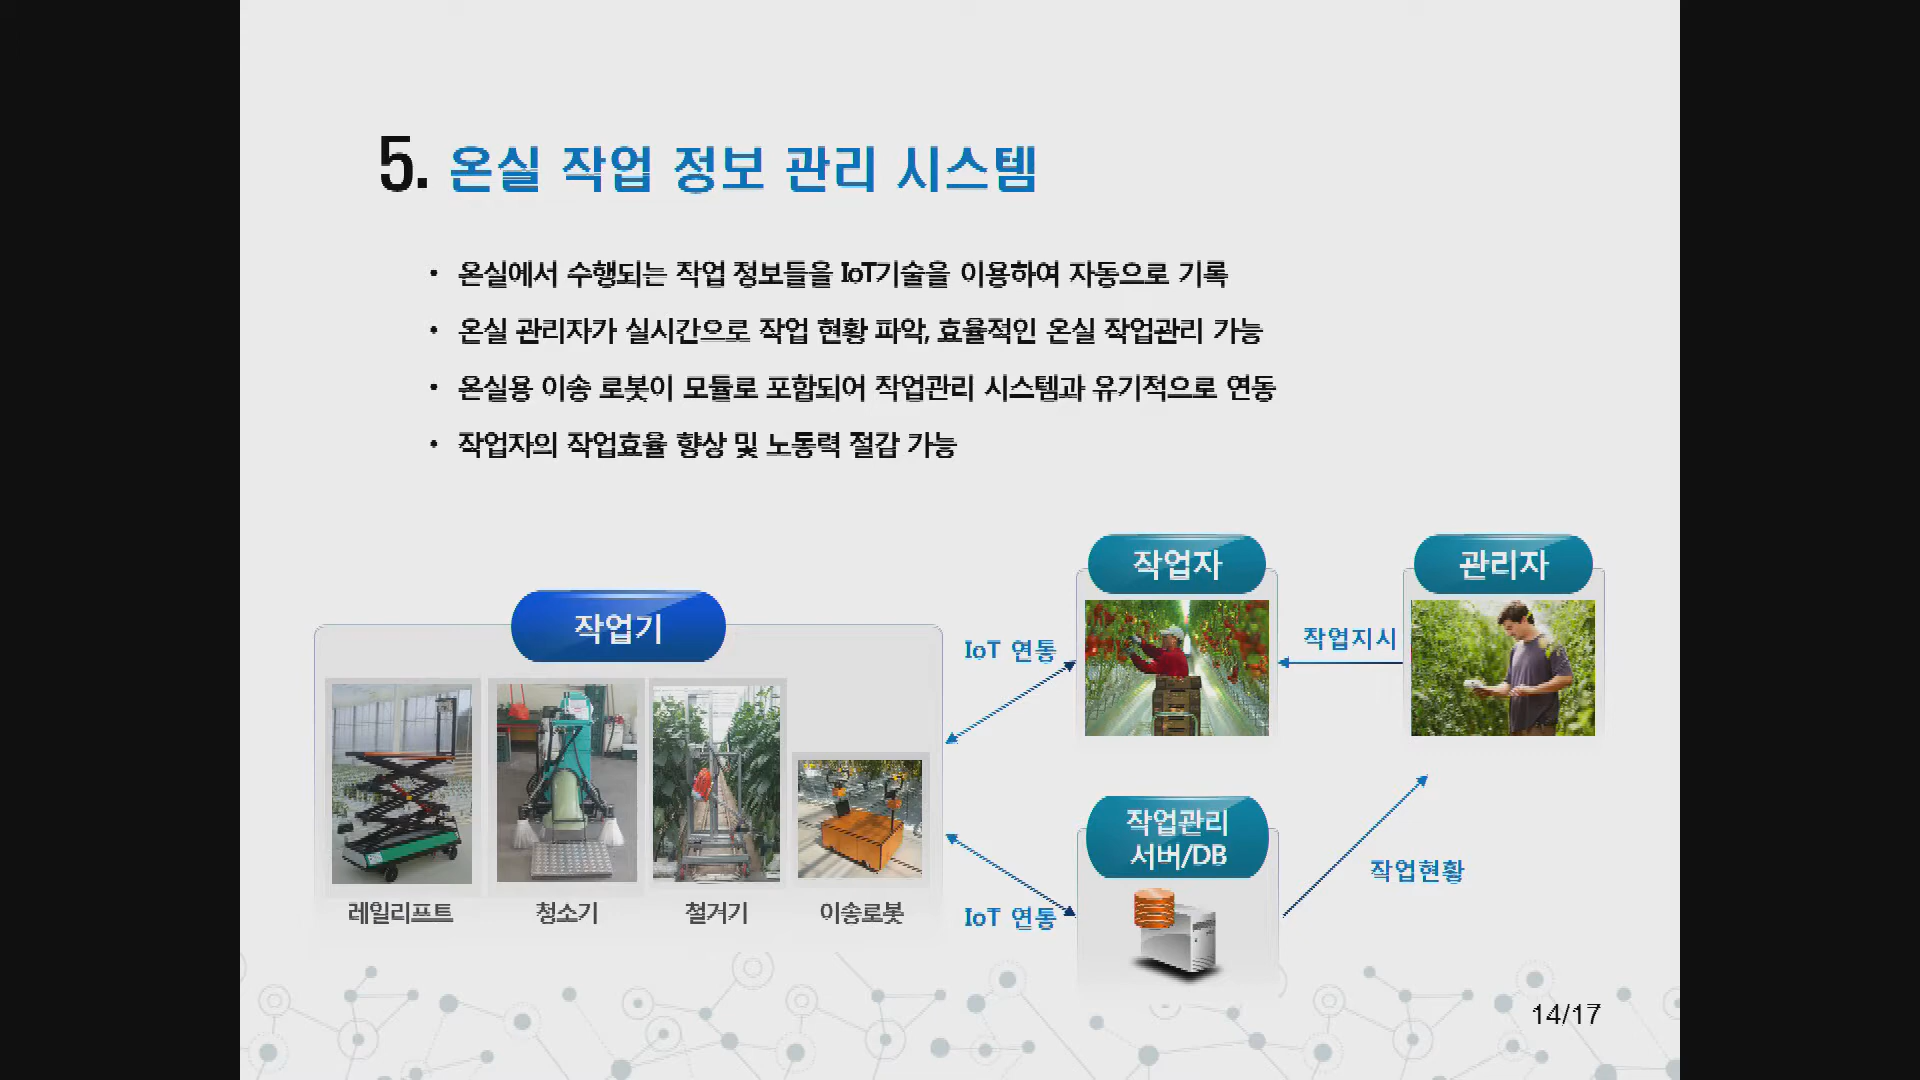 5. 온실 작업 정보 관리 시스템
• 온실에서 수행되는 작업 정보들을 IoT기술을 이용하여 자동으로 기록
• 온실 관리자가 실시간으로 작업 현황 파악, 효율적인 온실 작업관리 가능
• 온실용 이송 로봇이 모듈로 포함되어 작업관리 시스템과 유기적으로 연동
• 작업자의 작업효율 향상 및 노동력 절감 가능
작업기
레일리프트
청소기
철거기
이송로봇
IoT 연통
IoT 연통
작업자
작업지시
관리자
작업관리
서버/DB
작업현황
14/17